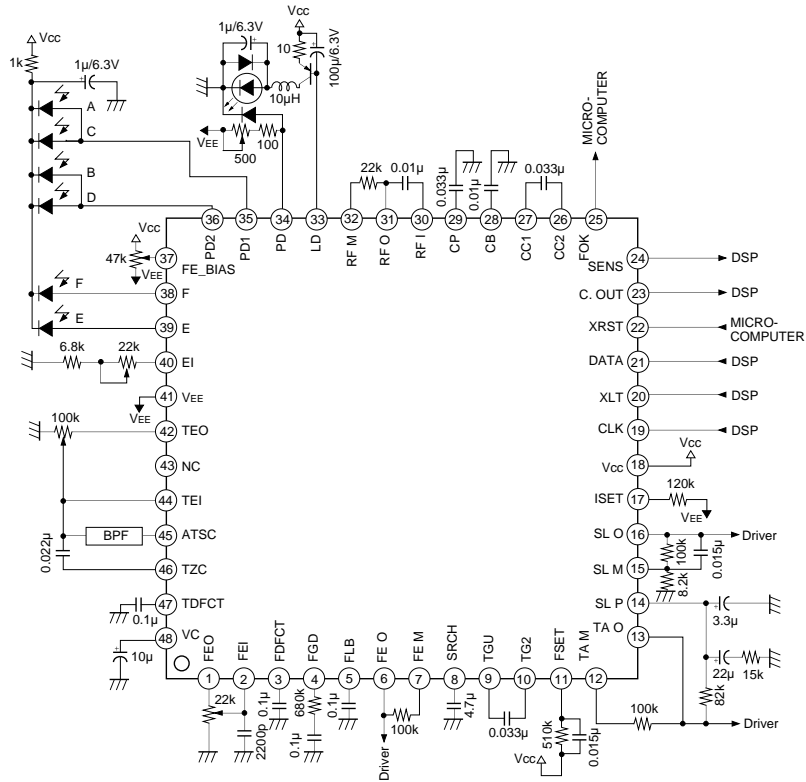 Vcc
1k
1µ/6.3V
A
C
B
D
1µ/6.3V
10µH
VEE
500
100
Vcc
10
100µ/6.3V
22k
0.01µ
0.033µ
0.01µ
0.033µ
MICRO-
COMPUTER
36
35
34
33
32
31
30
29
28
27
26
25
PD2
PD1
PD
LD
RF M
RF O
RF I
CP
CB
CC1
CC2
FOK
Vcc
47k
VEE
37
FE_BIAS
F
38
F
E
39
E
6.8k
22k
40
EI
VEE
41
VEE
100k
42
TEO
43
NC
44
TEI
BPF
45
ATSC
0.022µ
46
TZC
0.1µ
47
TDFCT
10µ
48
VC
SENS
24
DSP
C. OUT
23
DSP
XRST
22
MICRO-
COMPUTER
DATA
21
DSP
XLT
20
DSP
CLK
19
DSP
Vcc
18
Vcc
ISET
17
120k
VEE
SL O
16
Driver
100k
0.015µ
SL M
15
8.2k
SL P
14
3.3µ
TA O
13
22µ
15k
82k
FEO
FEI
FDFCT
FGD
FLB
FE O
FE M
SRCH
TGU
TG2
FSET
TA M
1
2
3
4
5
6
7
8
9
10
11
12
22k
2200p
0.1µ
680k
0.1µ
0.1µ
Driver
100k
4.7µ
0.033µ
Vcc
510k
0.015µ
100k
Driver